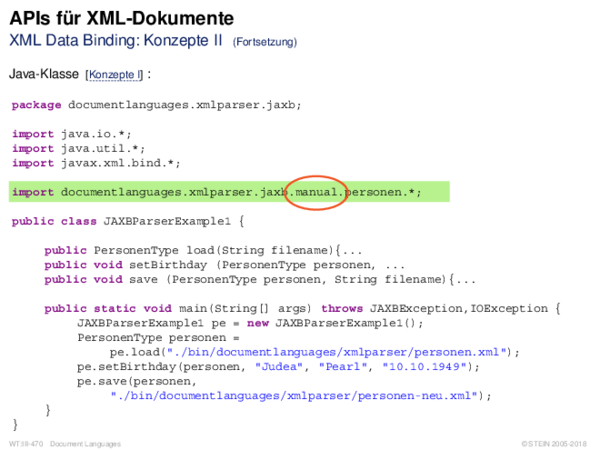 APIs für XML-Dokumente
XML Data Binding: Konzepte II (Fortsetzung)
Java-Klasse [Konzepte I] :
package documentlanguages.xmlparser.jaxb;
import java.io.*;
import java.util.*;
import javax.xml.bind.*;
import documentlanguages.xmlparser.jaxb.manual.personen.*;
public class JAXBParserExample1 {
public PersonenType load(String filename){...
public void setBirthday (PersonenType personen, ...
public void save (PersonenType personen, String filename){...
public static void main(String[] args) throws JAXBException,IOException {
JAXBParserExample1 pe = new JAXBParserExample1();
PersonenType personen =
pe.load("./bin/documentlanguages/xmlparser/personen.xml");
pe.setBirthday(personen, "Judea", "Pearl", "10.10.1949");
pe.save(personen,
"./bin/documentlanguages/xmlparser/personen-neu.xml");
}
}
WT:III-470 Document Languages © STEIN 2005-2018